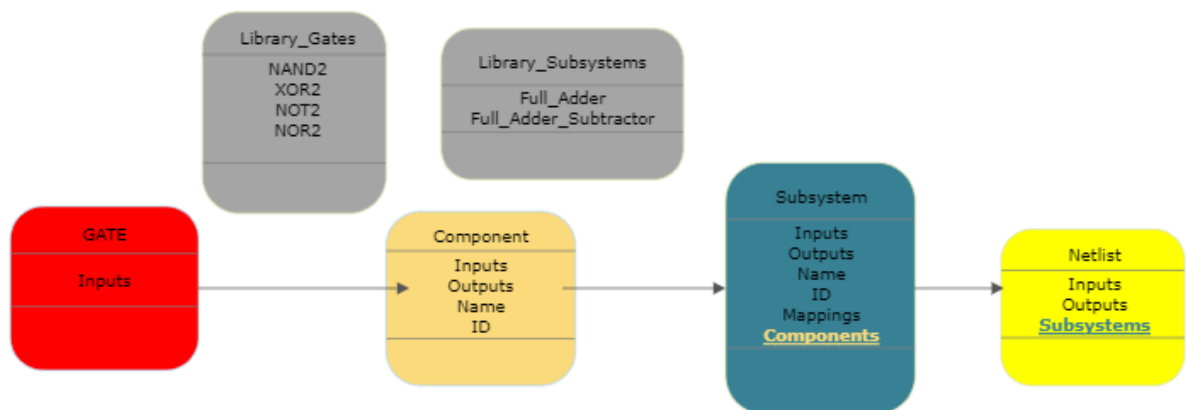 Library_Gates
NAND2
XOR2
NOT2
NOR2
Library_Subsystems
Full_Adder
Full_Adder_Subtractor
GATE
Inputs
Component
Inputs
Outputs
Name
ID
Subsystem
Inputs
Outputs
Name
ID
Mappings
Components
Netlist
Inputs
Outputs
Subsystems